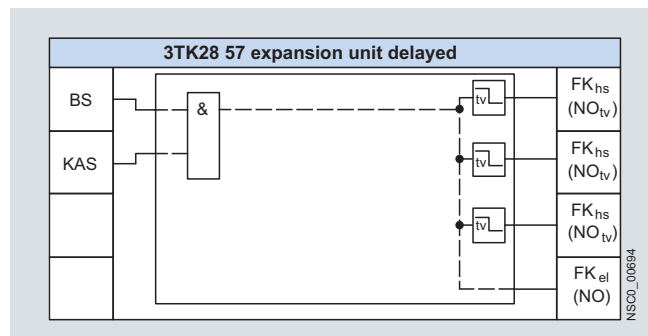 3TK28 57 expansion unit delayed
BS
&
tv
FKhs
(NOtv)
KAS
tv
FKhs
(NOtv)
tv
FKhs
(NOtv)
FKel
(NO)
NSC0_00694